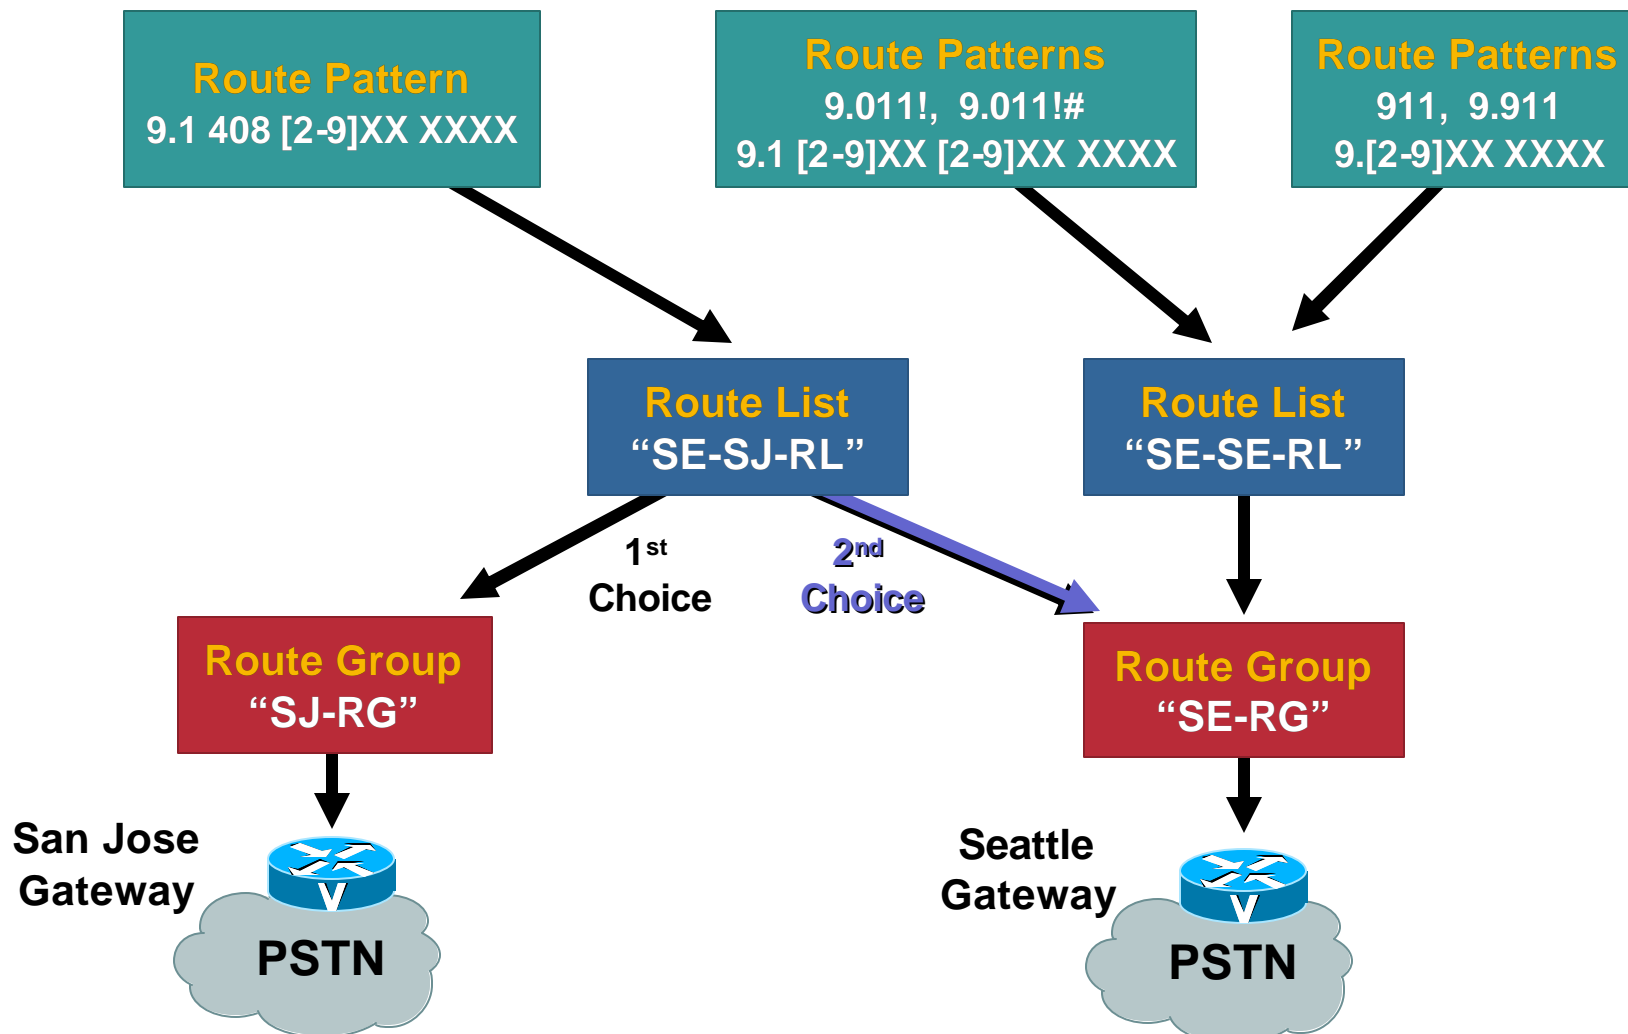 Route Pattern
9.1 408 [2-9]XX XXXX
Route Patterns
9.011!, 9.011!#
9.1 [2-9]XX [2-9]XX XXXX
Route Patterns
911, 9.911
9.[2-9]XX XXXX
Route List
“SE-SJ-RL”
Route List
“SE-SE-RL”
1st
Choice
2nd
Choice
Route Group
“SJ-RG”
Route Group
“SE-RG”
San Jose
Gateway
V
PSTN
Seattle
Gateway
V
PSTN